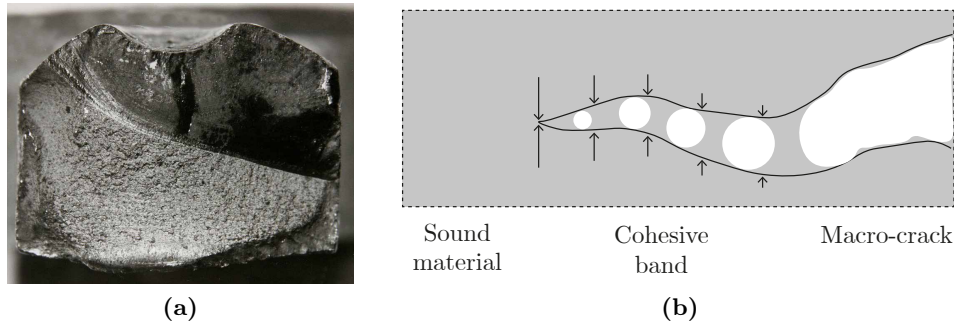 Sound
material
Cohesive
band
Macro-crack
(a)
(b)